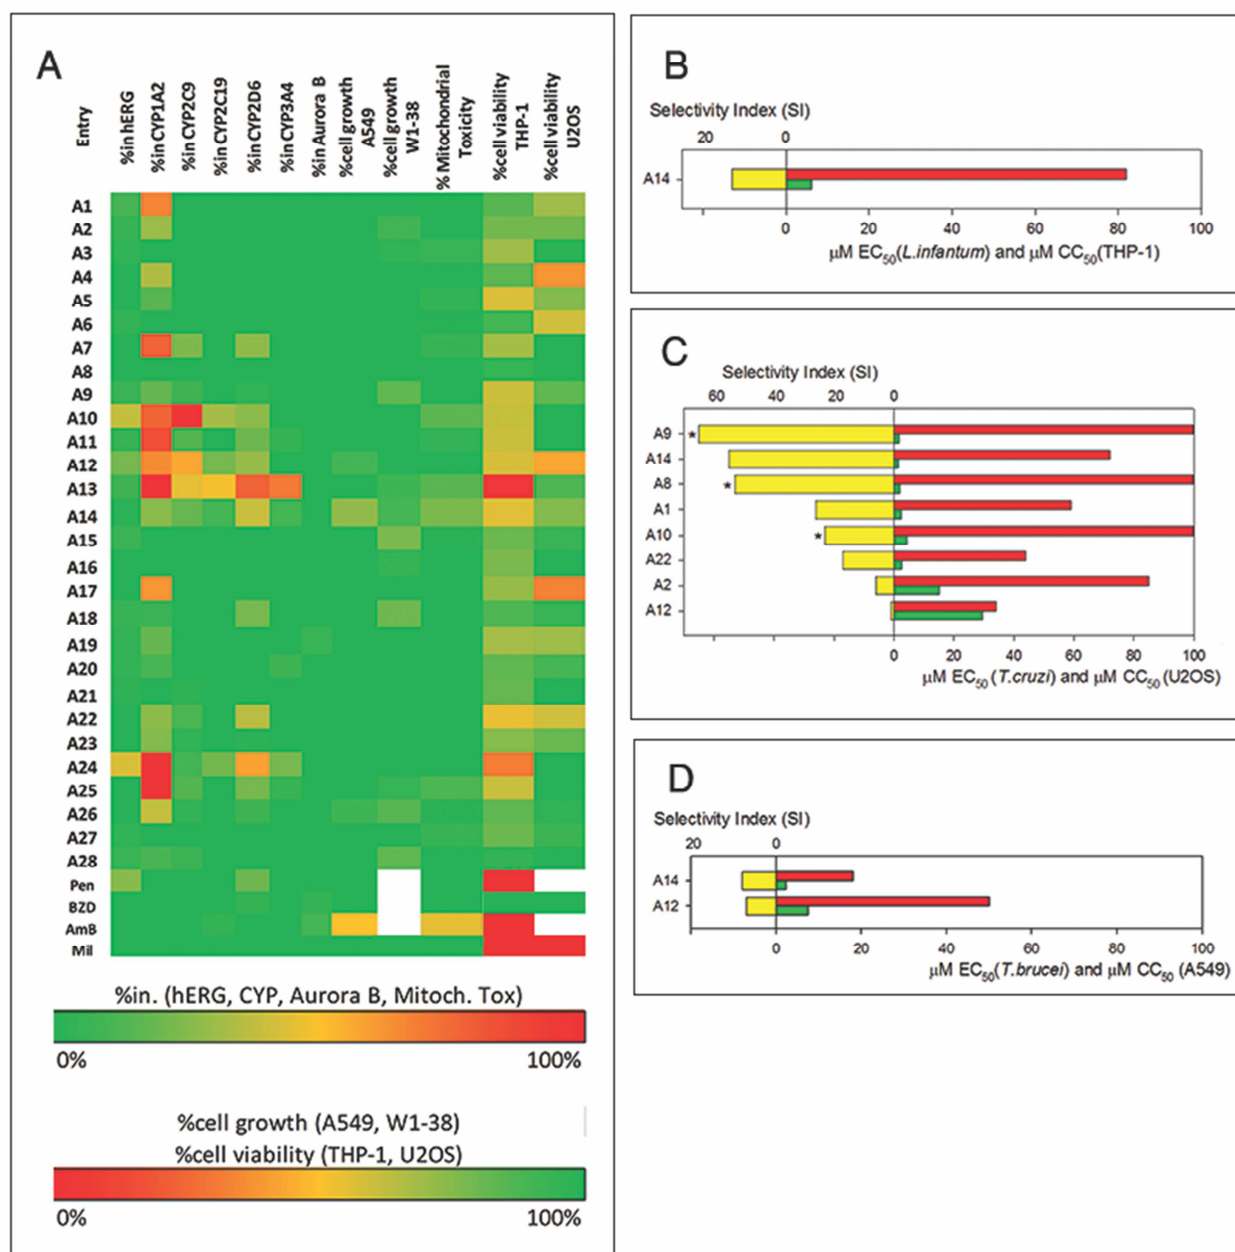 A
Entry
%in hERG
%in CYP1A2
%in CYP2C9
%in CYP2C19
%in CYP2D6
%in CYP3A4
%in Aurora B
%cell growth
A549
%cell growth
W1-38
% Mitochondrial
Toxicity
%cell viability
THP-1
%cell viability
U2OS
A1
A2
A3
A4
A5
A6
A7
A8
A9
A10
A11
A12
A13
A14
A15
A16
A17
A18
A19
A20
A21
A22
A23
A24
A25
A26
A27
A28
Pen
BZD
AmB
Mil
%in. (hERG, CYP, Aurora B, Mitoch. Tox)
0% 100%
%cell growth (A549, W1-38)
%cell viability (THP-1, U2OS)
0% 100%
B
Selectivity Index (SI)
20 0
A14
0 20 40 60 80 100
µM EC50(L.infantum) and µM CC50(THP-1)
C
Selectivity Index (SI)
60 40 20 0
A9 *
A14
A8 *
A1
A10 *
A22
A2
A12
0 20 40 60 80 100
µM EC50 (T.cruzi) and µM CC50 (U2OS)
D
Selectivity Index (SI)
20 0
A14
A12
0 20 40 60 80 100
µM EC50(T.brucei) and µM CC50 (A549)